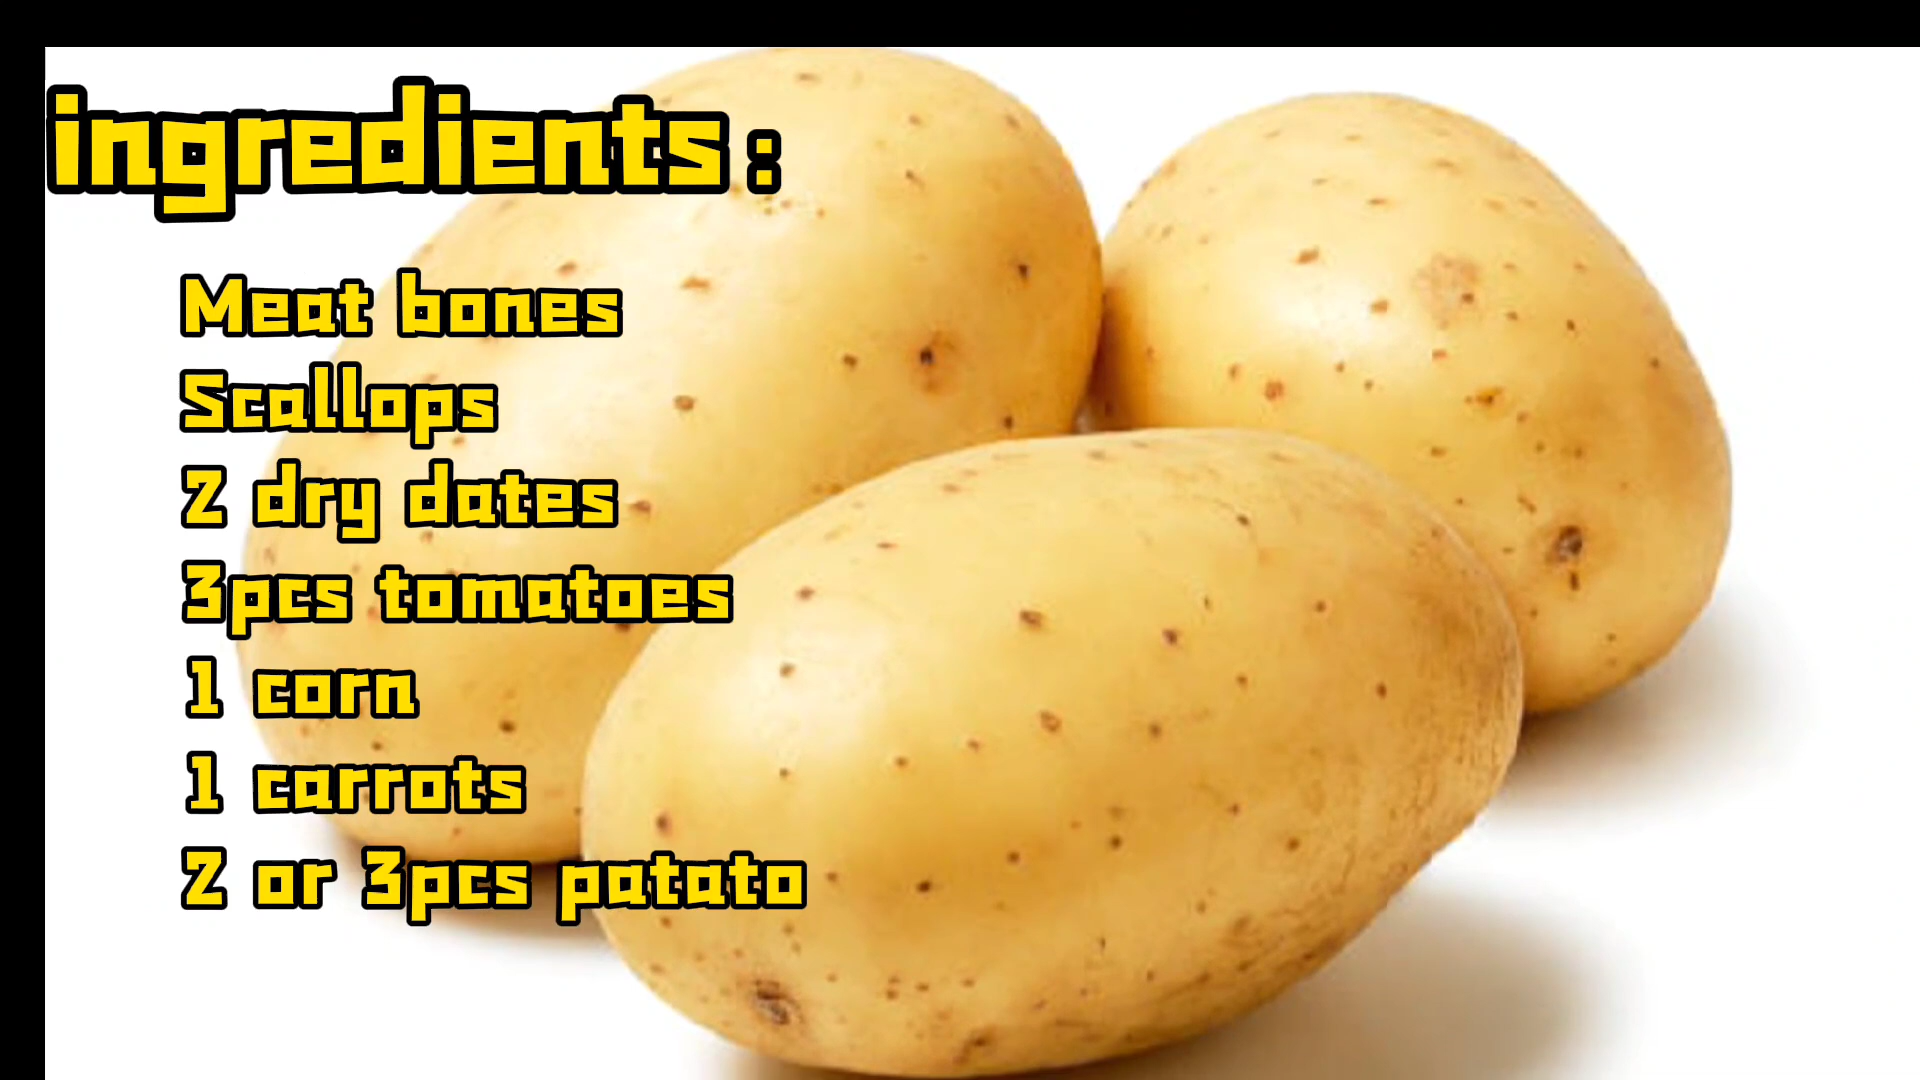 ingredients:
Meat bones
Scallops
2 dry dates
3pcs tomatoes
1 corn
1 carrots
2 or 3pcs patato